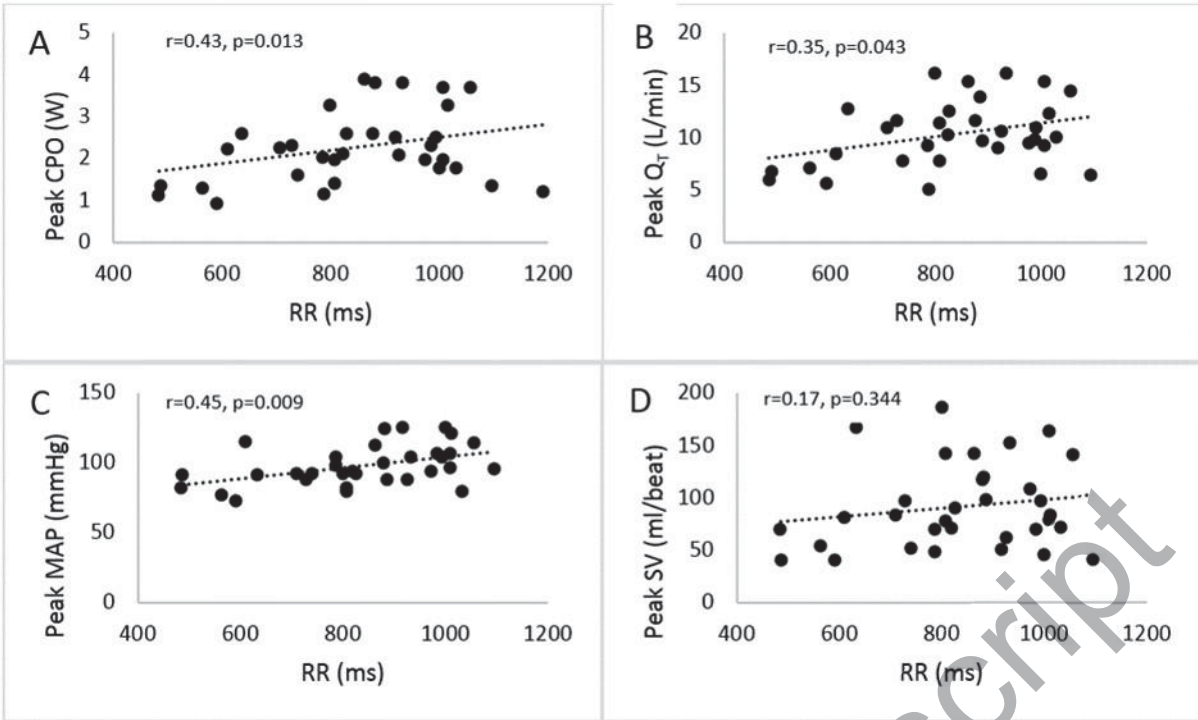 A
r=0.43, p=0.013
5
4
3
2
1
0
Peak CPO (W)
400 600 800 1000 1200
RR (ms)
B
r=0.35, p=0.043
20
15
10
5
0
Peak QT (L/min)
400 600 800 1000 1200
RR (ms)
C
r=0.45, p=0.009
150
100
50
0
Peak MAP (mmHg)
400 600 800 1000 1200
RR (ms)
D
r=0.17, p=0.344
200
150
100
50
0
Peak SV (ml/beat)
400 600 800 1000 1200
RR (ms)
script